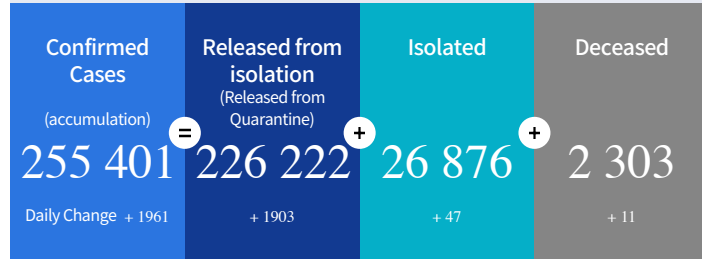 Confirmed
Cases
(accumulation)
255 401
Daily Change + 1961
=
Released from
isolation
(Released from
Quarantine)
226 222
+ 1903
+
Isolated
26 876
+ 47
+
Deceased
2 303
+ 11